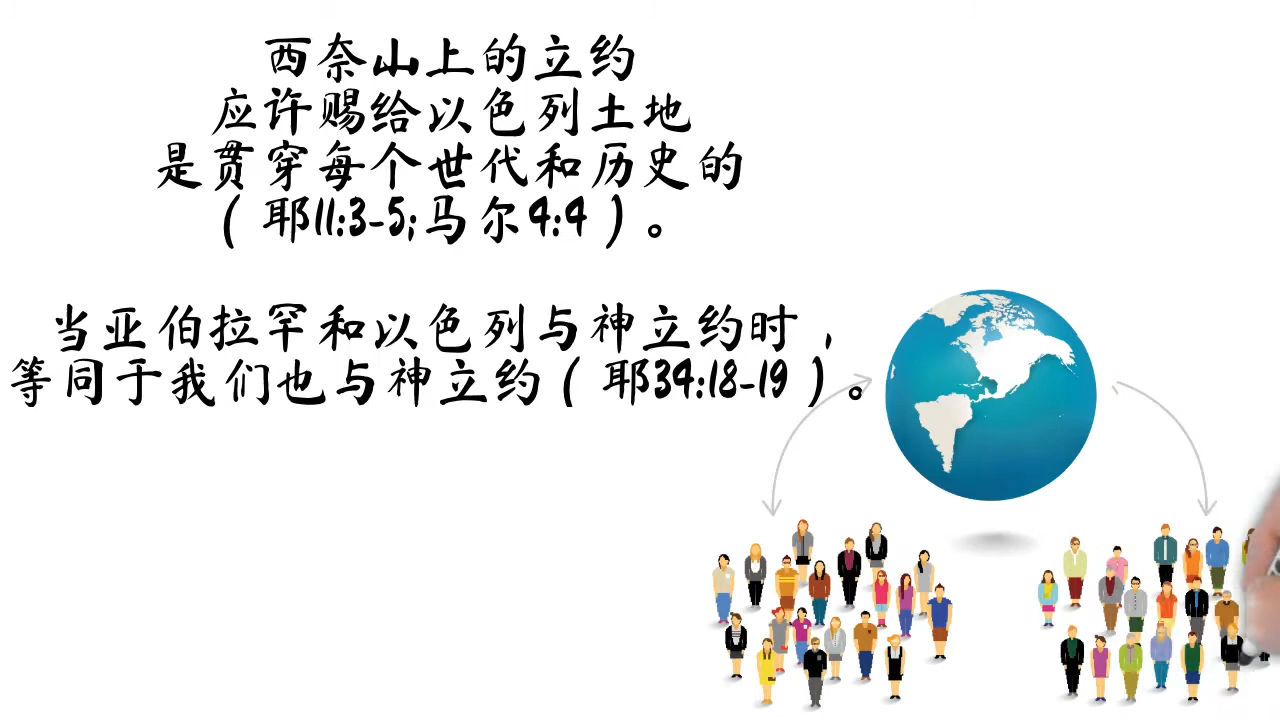 西奈山上的立约
应许赐给以色列土地
是贯穿每个世代和历史的
（耶11:3-5;马尔4:4）。
当亚伯拉罕和以色列与神立约时，
等同于我们也与神立约（耶34:18-19）。